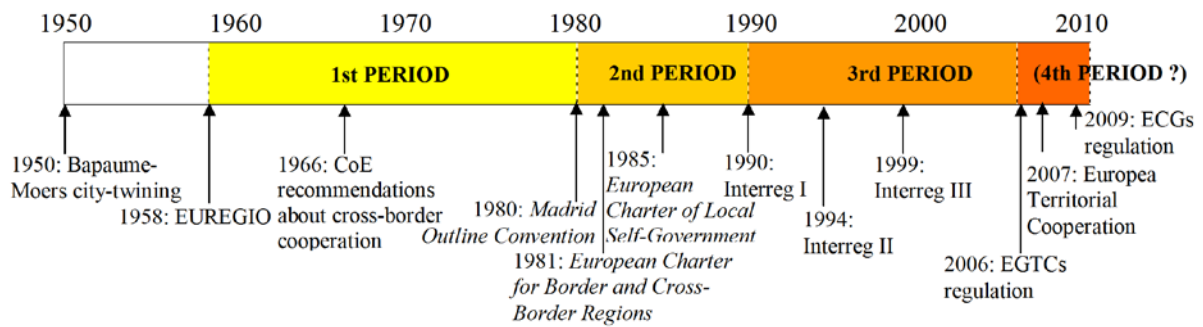 1950 1960 1970 1980 1990 2000 2010
1st PERIOD 2nd PERIOD 3rd PERIOD (4th PERIOD ?)
1950: Bapaume-
Moers city-twining
1958: EUREGIO
1966: CoE
recommendations
about cross-border
cooperation
1980: Madrid
Outline Convention
1981: European Charter
for Border and Cross-
Border Regions
1985:
European
Charter of Local
Self-Government
1990:
Interreg I
1994:
Interreg II
1999:
Interreg III
2006: EGTCs
regulation
2007: Europea
Territorial
Cooperation
2009: ECGs
regulation